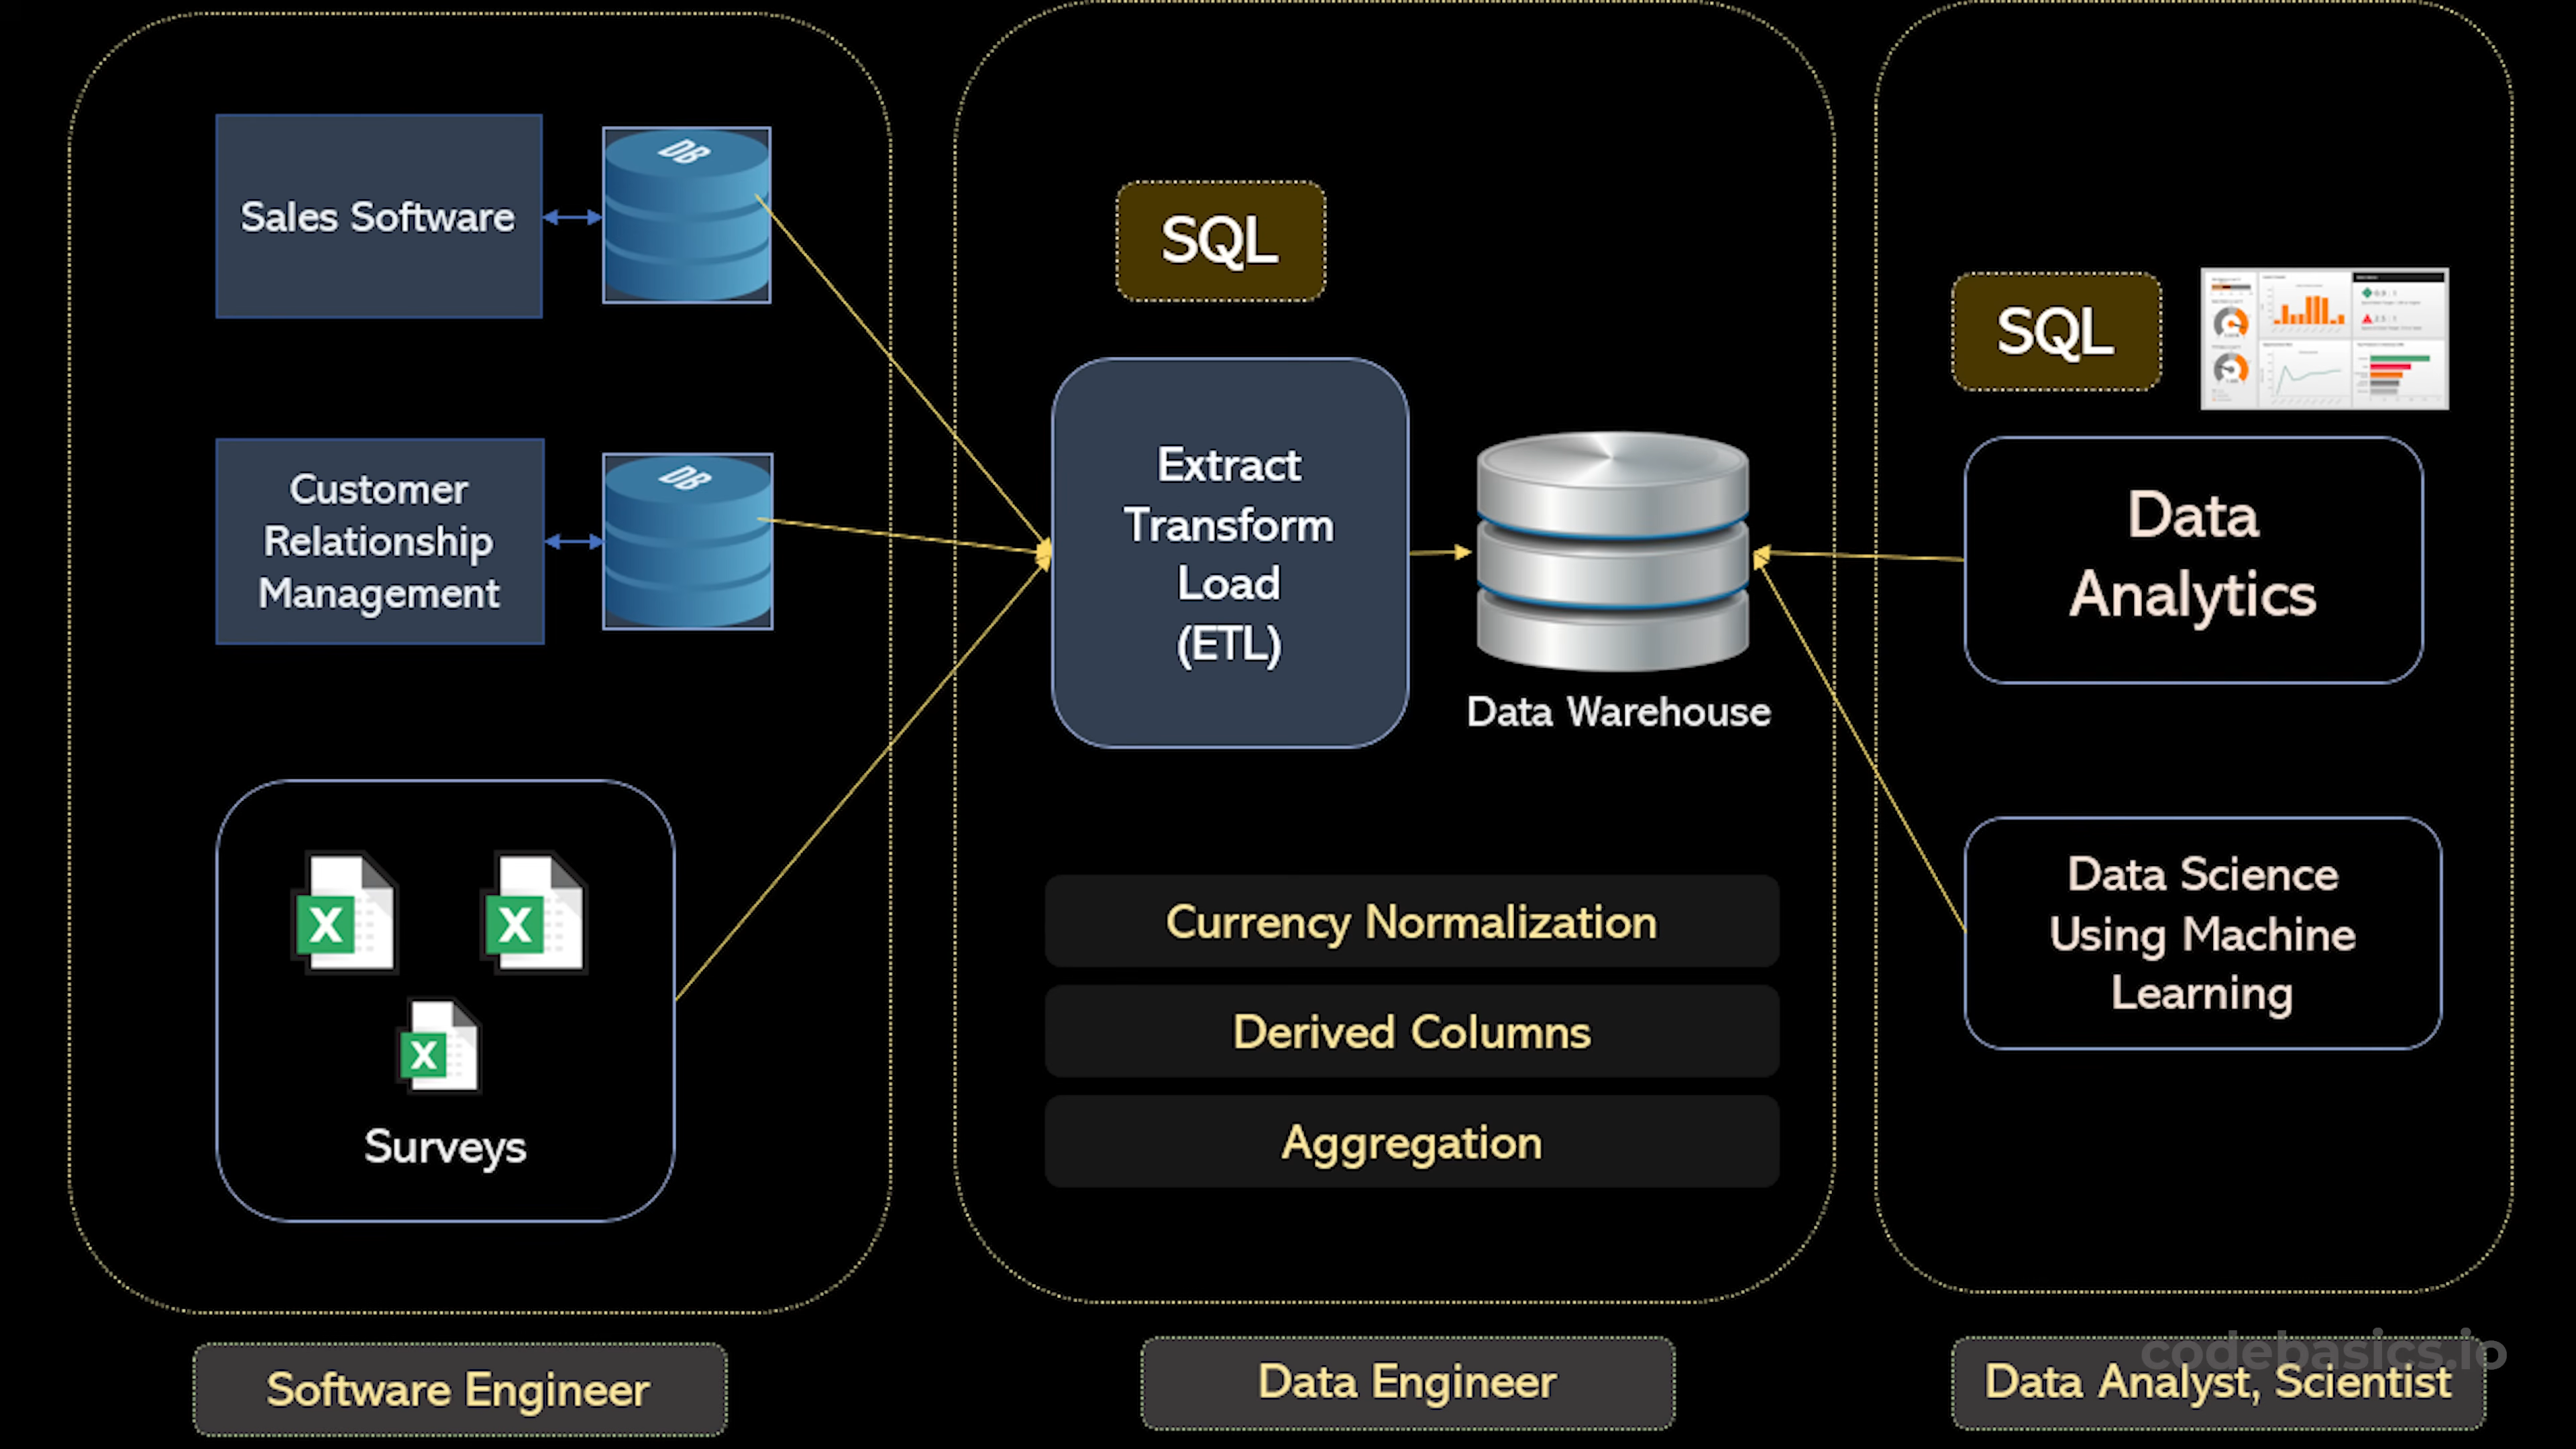 Sales Software
DB
Customer
Relationship
Management
DB
X
X
X
Surveys
Software Engineer
SQL
Extract
Transform
Load
(ETL)
Data Warehouse
Currency Normalization
Derived Columns
Aggregation
Data Engineer
SQL
Data
Analytics
Data Science
Using Machine
Learning
codebasics.io
Data Analyst, Scientist